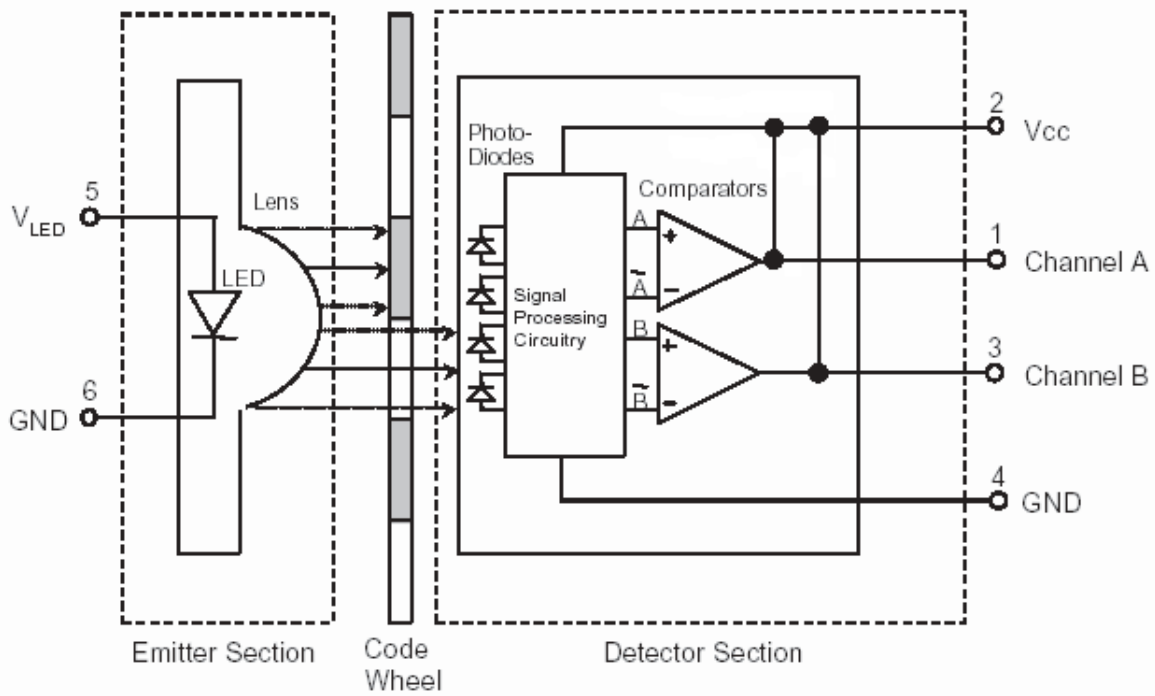 5
V LED
LED
6
GND
Lens
Emitter Section
Code
Wheel
Photo-
Diodes
Signal
Processing
Circuitry
Comparators
A
+
~
A
−
B
+
~
B
−
2
Vcc
1
Channel A
3
Channel B
4
GND
Detector Section